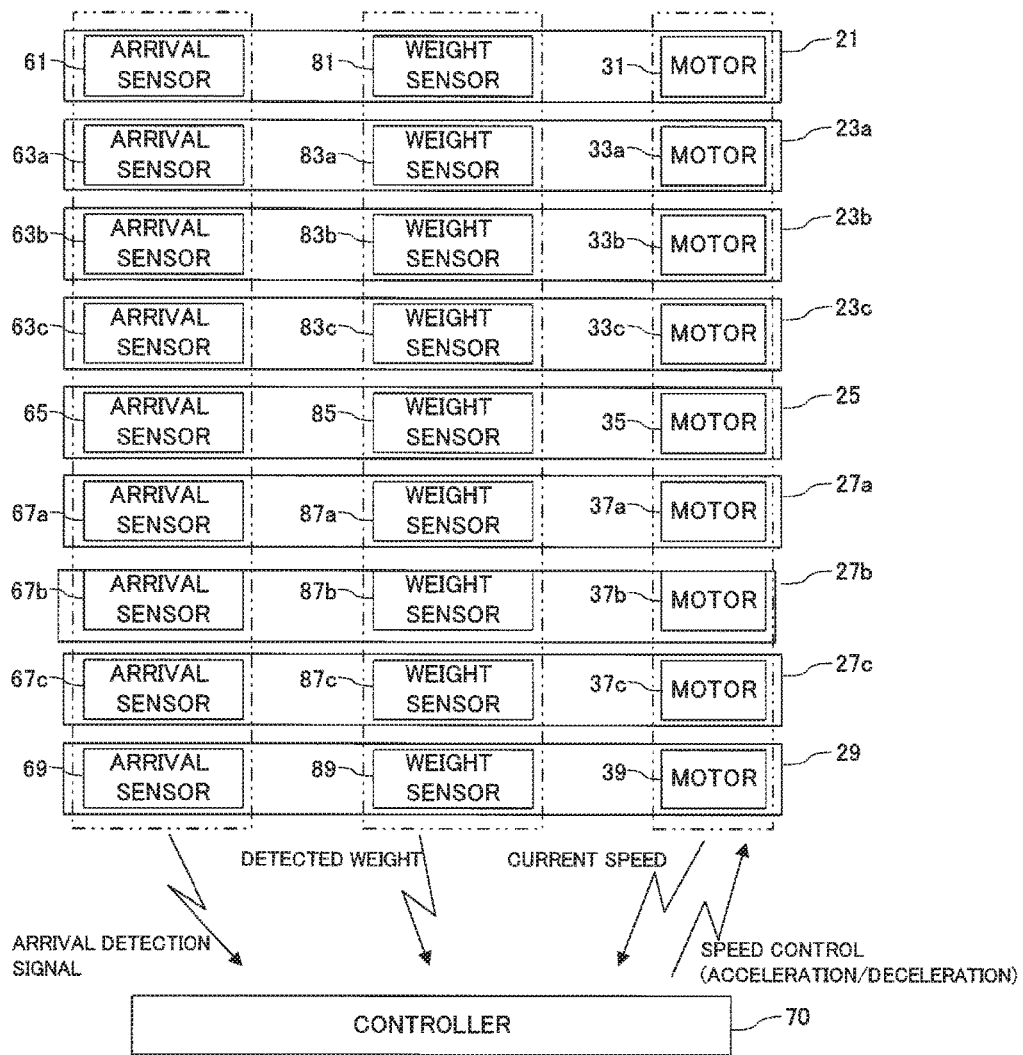 61 ARRIVAL SENSOR 81 WEIGHT SENSOR 31 MOTOR 21
63a ARRIVAL SENSOR 83a WEIGHT SENSOR 33a MOTOR 23a
63b ARRIVAL SENSOR 83b WEIGHT SENSOR 33b MOTOR 23b
63c ARRIVAL SENSOR 83c WEIGHT SENSOR 33c MOTOR 23c
65 ARRIVAL SENSOR 85 WEIGHT SENSOR 35 MOTOR 25
67a ARRIVAL SENSOR 87a WEIGHT SENSOR 37a MOTOR 27a
67b ARRIVAL SENSOR 87b WEIGHT SENSOR 37b MOTOR 27b
67c ARRIVAL SENSOR 87c WEIGHT SENSOR 37c MOTOR 27c
69 ARRIVAL SENSOR 89 WEIGHT SENSOR 39 MOTOR 29
DETECTED WEIGHT
CURRENT SPEED
ARRIVAL DETECTION
SIGNAL
SPEED CONTROL
(ACCELERATION/DECELERATION)
CONTROLLER 70